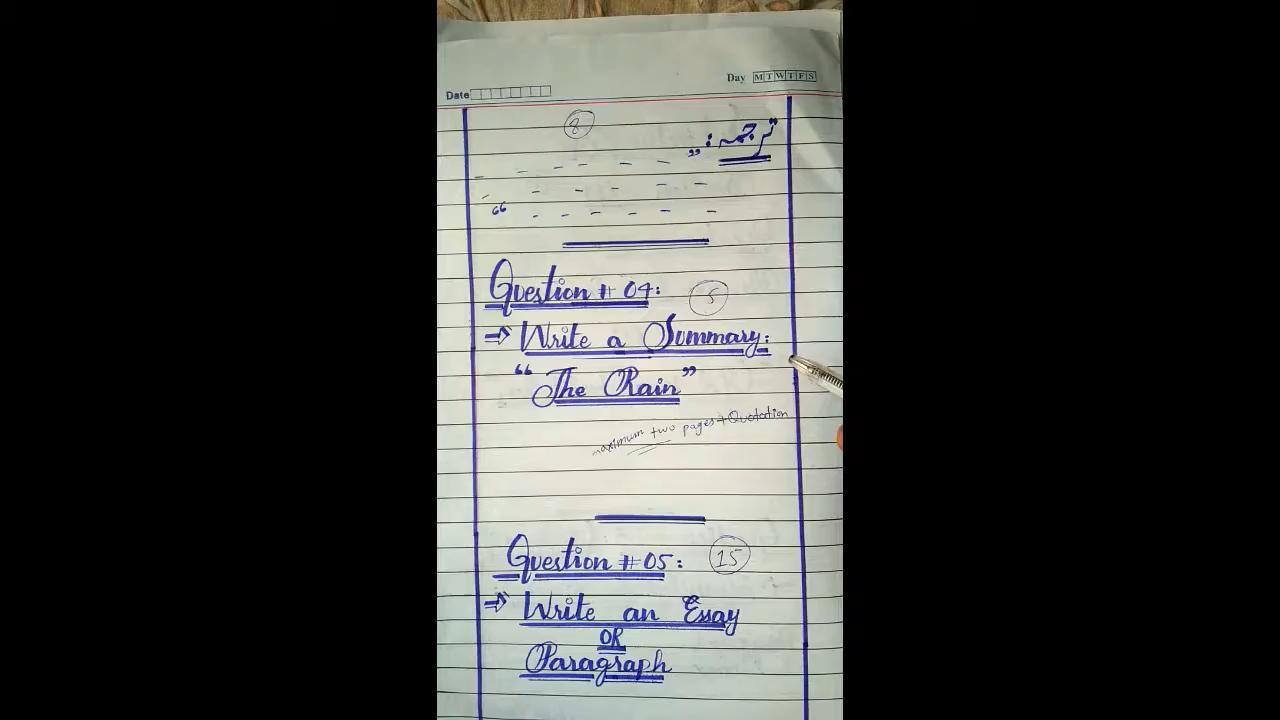 Day M T W T F S
Date
8
"ترجمہ:
"
"
Question # 04: 5
⇒ Write a Summary:
"The Rain"
maximum two pages + Quotation
Question # 05: 15
⇒ Write an Essay
OR
Paragraph